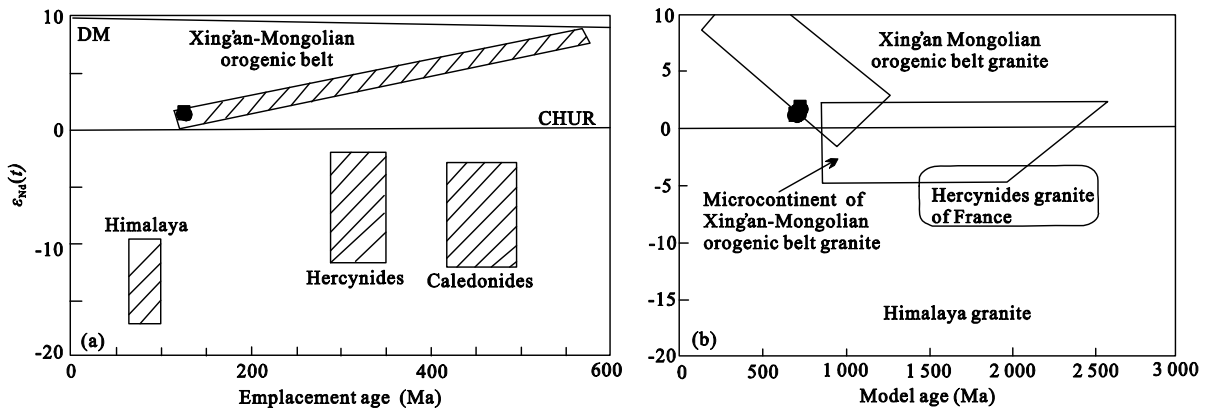 10
0
-10
-20
εNd(t)
DM
Xing'an-Mongolian
orogenic belt
CHUR
Himalaya
Hercynides
Caledonides
(a)
0
200
400
600
Emplacement age (Ma)
10
5
0
-5
-10
-15
-20
Xing'an Mongolian
orogenic belt granite
Microcontinent of
Xing'an-Mongolian
orogenic belt granite
Hercynides granite
of France
Himalaya granite
(b)
0
500
1 000
1 500
2 000
2 500
3 000
Model age (Ma)